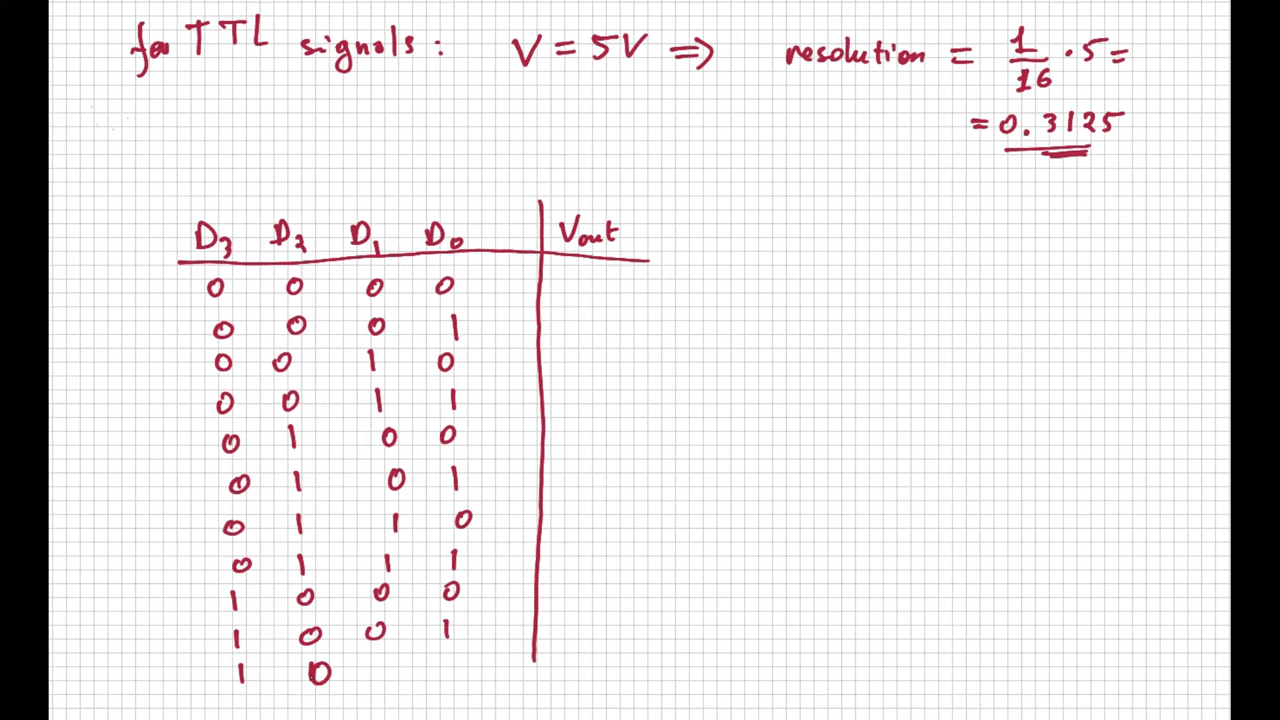 for TTL signals: V = 5V ⇒ resolution = 1/16 · 5 =
= 0.3125
D3 D2 D1 D0 Vout
0 0 0 0
0 0 0 1
0 0 1 0
0 0 1 1
0 1 0 0
0 1 0 1
0 1 1 0
0 1 1 1
1 0 0 0
1 0 0 1
1 0